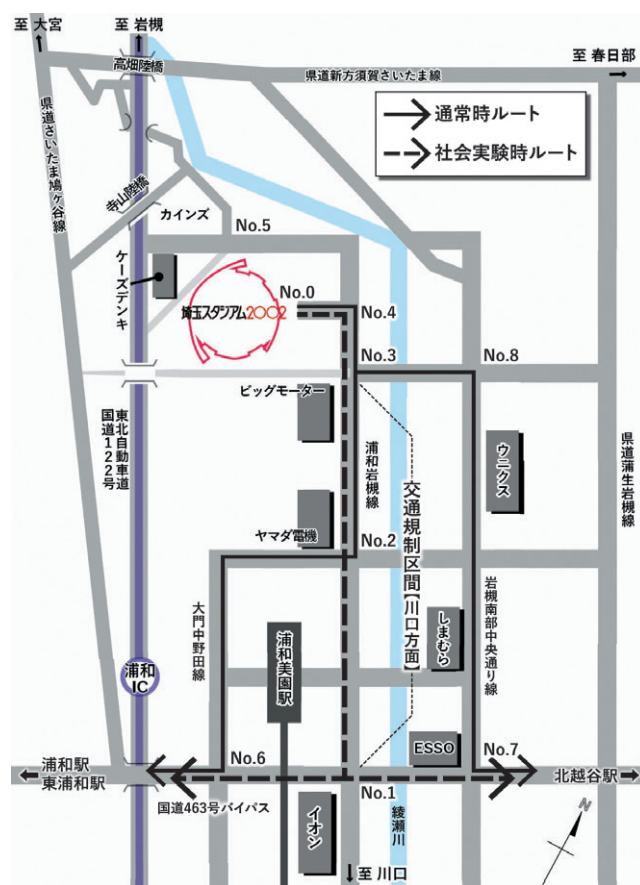 至 大宮
至 岩槻
高畑陸橋
県道新方須賀さいたま線
至 春日部
通常時ルート
社会実験時ルート
県道さいたま鳩ヶ谷線
寺山陸橋
カインズ
No.5
ケーズデンキ
No.0
埼玉スタジアム2002
No.4
No.3
No.8
ビッグモーター
東北自動車道
国道122号
浦和岩槻線
交通規制区間【川口方面】
ウニクス
県道蒲生岩槻線
ヤマダ電機
No.2
大門中野田線
岩槻南部中央通り線
しまむら
浦和美園駅
浦和
IC
ESSO
浦和駅
東浦和駅
No.6
No.7
北越谷駅
国道463号バイパス
No.1
イオン
綾瀬川
N
至 川口